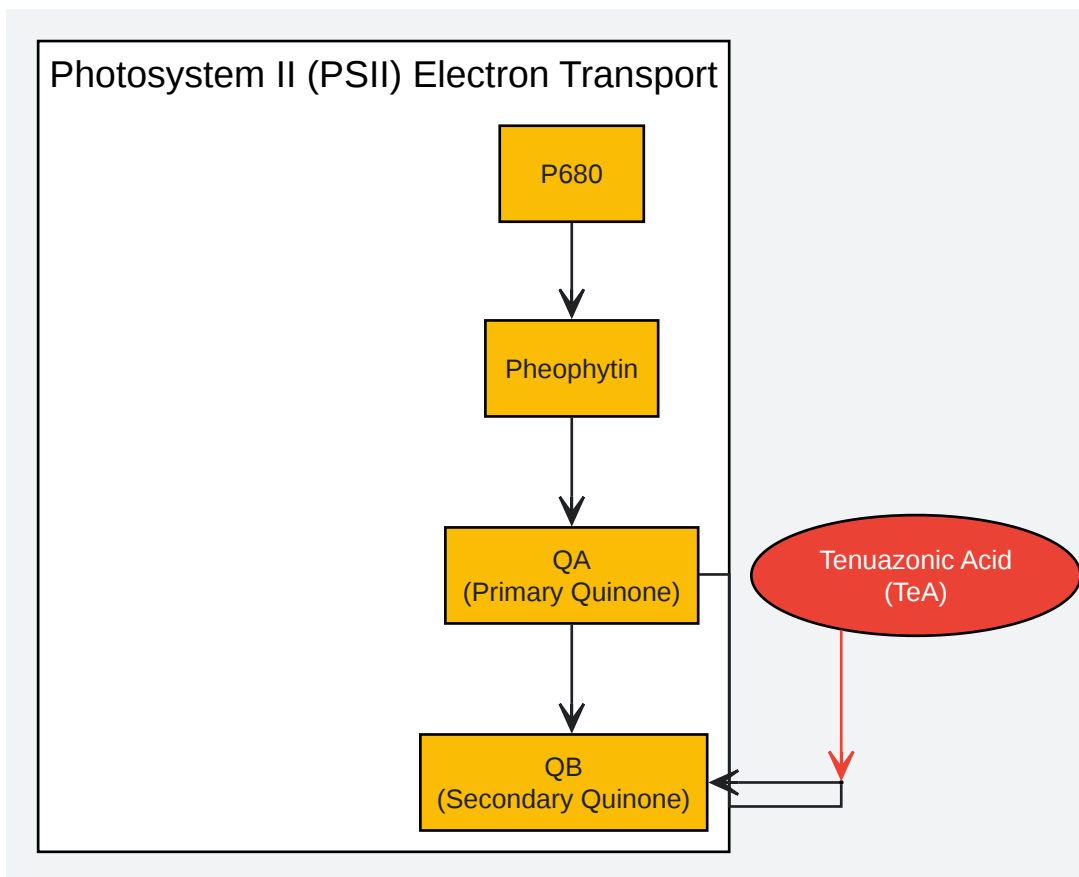 Photosystem II (PSII) Electron Transport
P680
Pheophytin
QA
(Primary Quinone)
Tenuazonic Acid
(TeA)
QB
(Secondary Quinone)